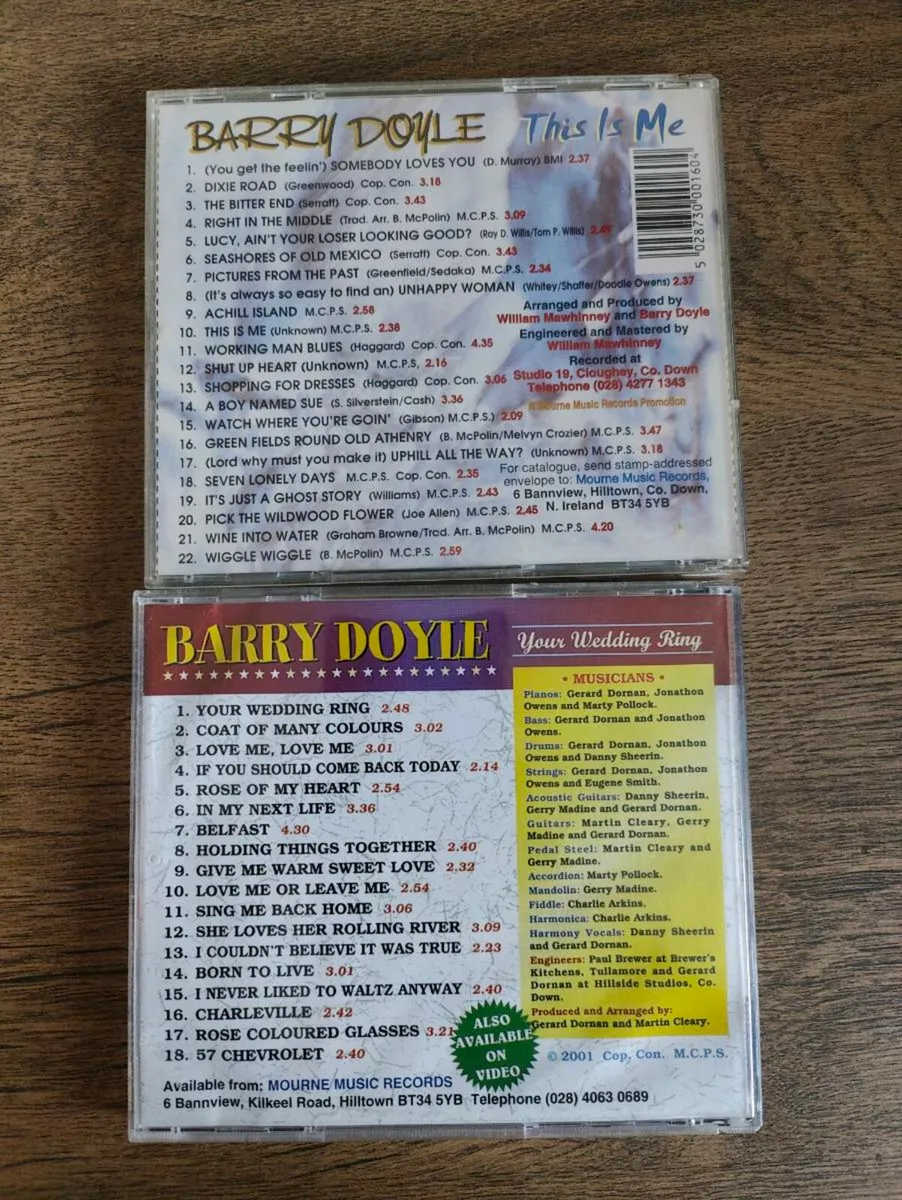 BARRY DOYLE This Is Me
1. (You get the feelin') SOMEBODY LOVES YOU (D. Murray) BMI 2.37
2. DIXIE ROAD (Greenwood) Cop. Con. 3.18
3. THE BITTER END (Serratt) Cop. Con. 3.43
4. RIGHT IN THE MIDDLE (Trad. Arr. B. McPolin) M.C.P.S. 3.09
5. LUCY, AIN'T YOUR LOSER LOOKING GOOD? (Ray D. Willis/Tom P. Willis) 2.49
6. SEASHORES OF OLD MEXICO (Serratt) Cop. Con. 3.43
7. PICTURES FROM THE PAST (Greenfield/Sedaka) M.C.P.S. 2.34
8. (It's always so easy to find an) UNHAPPY WOMAN (Whitey/Shafter/Doodle Owens) 2.37
9. ACHILL ISLAND M.C.P.S. 2.58
10. THIS IS ME (Unknown) M.C.P.S. 2.38
11. WORKING MAN BLUES (Haggard) Cop. Con. 4.35
12. SHUT UP HEART (Unknown) M.C.P.S. 2.16
13. SHOPPING FOR DRESSES (Haggard) Cop. Con. 3.06
14. A BOY NAMED SUE (S. Silverstein/Cash) 3.36
15. WATCH WHERE YOU'RE GOIN' (Gibson) M.C.P.S.) 2.09
16. GREEN FIELDS ROUND OLD ATHENRY (B. McPolin/Melvyn Crozier) M.C.P.S. 3.47
17. (Lord why must you make it) UPHILL ALL THE WAY? (Unknown) M.C.P.S. 3.18
18. SEVEN LONELY DAYS M.C.P.S. Cop. Con. 2.35
19. IT'S JUST A GHOST STORY (Williams) M.C.P.S. 2.43
20. PICK THE WILDWOOD FLOWER (Joe Allen) M.C.P.S. 2.45
21. WINE INTO WATER (Graham Browne/Trad. Arr. B. McPolin) M.C.P.S. 4.20
22. WIGGLE WIGGLE (B. McPolin) M.C.P.S. 2.59
5 028730 001604
Arranged and Produced by
William Mawhinney and Barry Doyle
Engineered and Mastered by
William Mawhinney
Recorded at
Studio 19, Cloughey, Co. Down
Telephone (028) 4277 1343
A Mourne Music Records Promotion
For catalogue, send stamp-addressed
envelope to: Mourne Music Records,
6 Bannview, Hilltown, Co. Down,
N. Ireland BT34 5YB
BARRY DOYLE
Your Wedding Ring
1. YOUR WEDDING RING 2.48
2. COAT OF MANY COLOURS 3.02
3. LOVE ME, LOVE ME 3.01
4. IF YOU SHOULD COME BACK TODAY 2.14
5. ROSE OF MY HEART 2.54
6. IN MY NEXT LIFE 3.36
7. BELFAST 4.30
8. HOLDING THINGS TOGETHER 2.40
9. GIVE ME WARM SWEET LOVE 2.32
10. LOVE ME OR LEAVE ME 2.54
11. SING ME BACK HOME 3.06
12. SHE LOVES HER ROLLING RIVER 3.09
13. I COULDN'T BELIEVE IT WAS TRUE 2.23
14. BORN TO LIVE 3.01
15. I NEVER LIKED TO WALTZ ANYWAY 2.40
16. CHARLEVILLE 2.42
17. ROSE COLOURED GLASSES 3.21
18. 57 CHEVROLET 2.40
• MUSICIANS •
Pianos: Gerard Dornan, Jonathon
Owens and Marty Pollock.
Bass: Gerard Dornan and Jonathon
Owens.
Drums: Gerard Dornan, Jonathon
Owens and Danny Sheerin.
Strings: Gerard Dornan, Jonathon
Owens and Eugene Smith.
Acoustic Guitars: Danny Sheerin,
Gerry Madine and Gerard Dornan.
Guitars: Martin Cleary, Gerry
Madine and Gerard Dornan.
Pedal Steel: Martin Cleary and
Gerry Madine.
Accordion: Marty Pollock.
Mandolin: Gerry Madine.
Fiddle: Charlie Arkins.
Harmonica: Charlie Arkins.
Harmony Vocals: Danny Sheerin
and Gerard Dornan.
Engineers: Paul Brewer at Brewer's
Kitchens, Tullamore and Gerard
Dornan at Hillside Studios, Co.
Down.
Produced and Arranged by:
Gerard Dornan and Martin Cleary.
ALSO
AVAILABLE
ON
VIDEO
© 2001 Cop, Con. M.C.P.S.
Available from: MOURNE MUSIC RECORDS
6 Bannview, Kilkeel Road, Hilltown BT34 5YB Telephone (028) 4063 0689